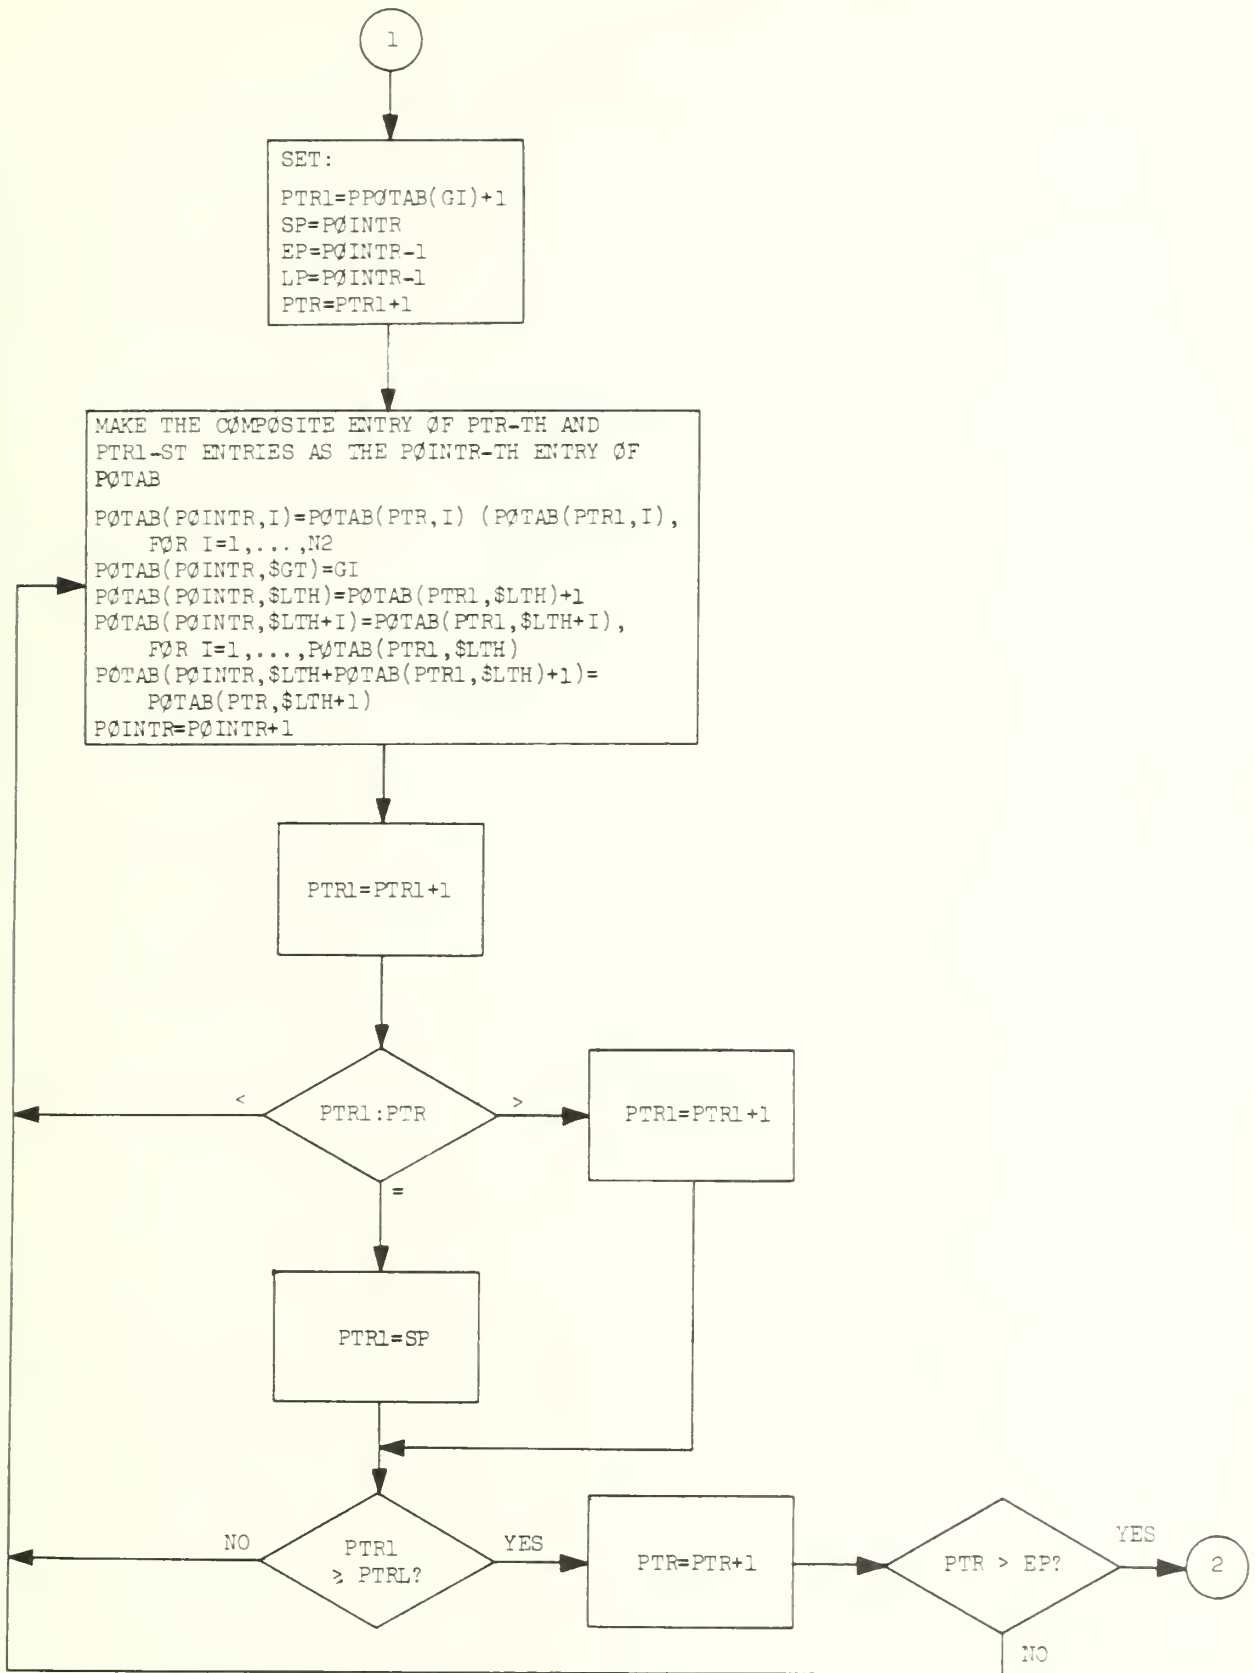 1
SET:
PTR1=PPØTAB(GI)+1
SP=PØINTR
EP=PØINTR-1
LP=PØINTR-1
PTR=PTR1+1
MAKE THE CØMPØSITE ENTRY ØF PTR-TH AND
PTR1-ST ENTRIES AS THE PØINTR-TH ENTRY ØF
PØTAB
PØTAB(PØINTR,I)=PØTAB(PTR,I) (PØTAB(PTR1,I),
FØR I=1,...,N2
PØTAB(PØINTR,$GT)=GI
PØTAB(PØINTR,$LTH)=PØTAB(PTR1,$LTH)+1
PØTAB(PØINTR,$LTH+I)=PØTAB(PTR1,$LTH+I),
FØR I=1,...,PØTAB(PTR1,$LTH)
PØTAB(PØINTR,$LTH+PØTAB(PTR1,$LTH)+1)=
PØTAB(PTR,$LTH+1)
PØINTR=PØINTR+1
PTR1=PTR1+1
<
PTR1:PTR
>
PTR1=PTR1+1
=
PTR1=SP
NO
PTR1
≥ PTRL?
YES
PTR=PTR+1
PTR > EP?
YES
2
NO